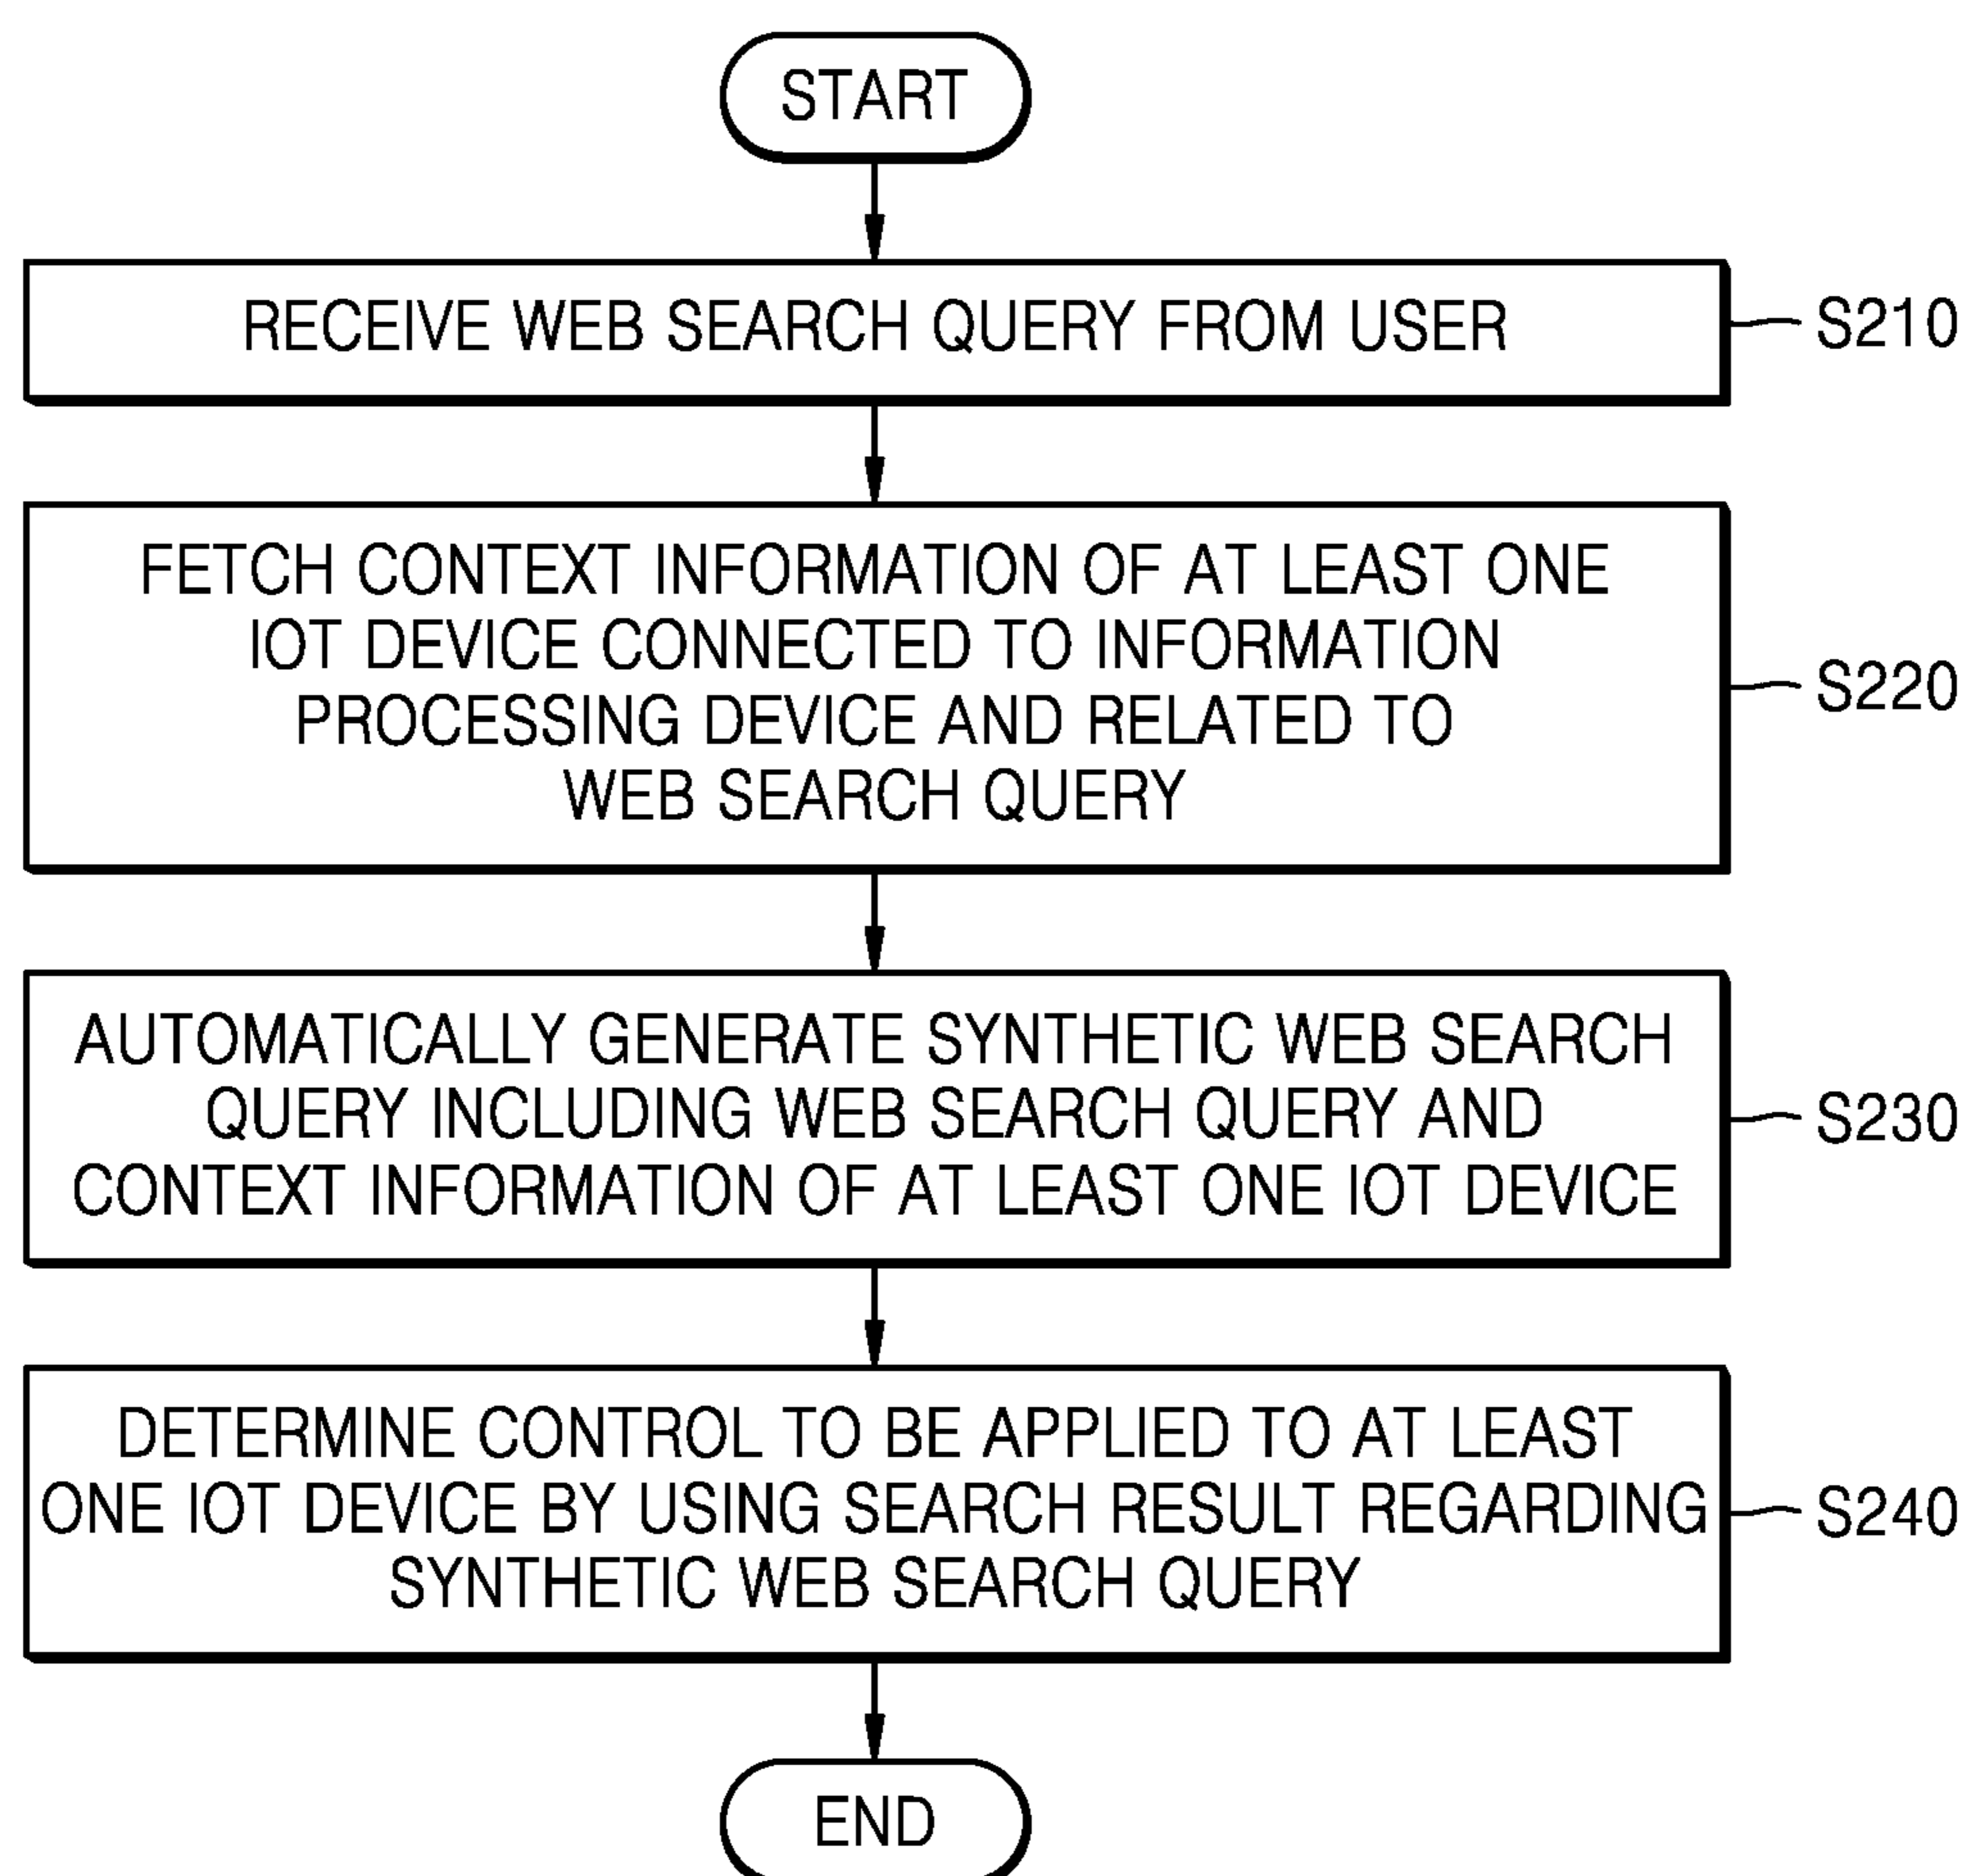 START
RECEIVE WEB SEARCH QUERY FROM USER
S210
FETCH CONTEXT INFORMATION OF AT LEAST ONE
IOT DEVICE CONNECTED TO INFORMATION
PROCESSING DEVICE AND RELATED TO
WEB SEARCH QUERY
S220
AUTOMATICALLY GENERATE SYNTHETIC WEB SEARCH
QUERY INCLUDING WEB SEARCH QUERY AND
CONTEXT INFORMATION OF AT LEAST ONE IOT DEVICE
S230
DETERMINE CONTROL TO BE APPLIED TO AT LEAST
ONE IOT DEVICE BY USING SEARCH RESULT REGARDING
SYNTHETIC WEB SEARCH QUERY
S240
END